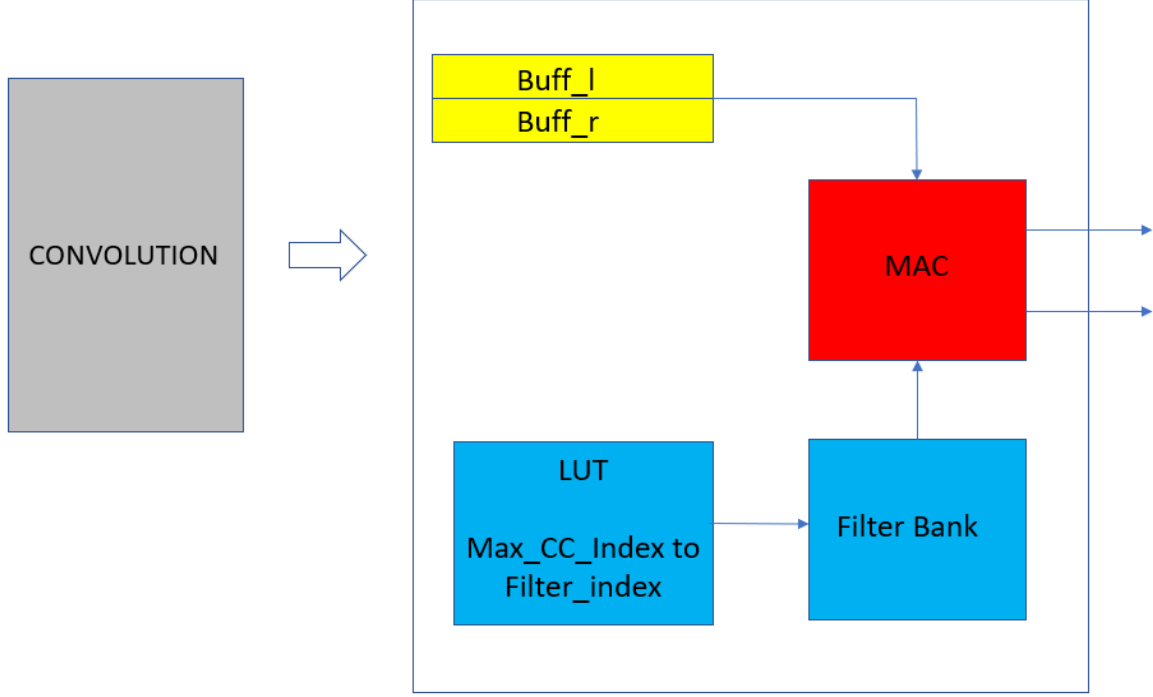 Buff_l
Buff_r
CONVOLUTION
MAC
LUT
Max_CC_Index to
Filter_index
Filter Bank